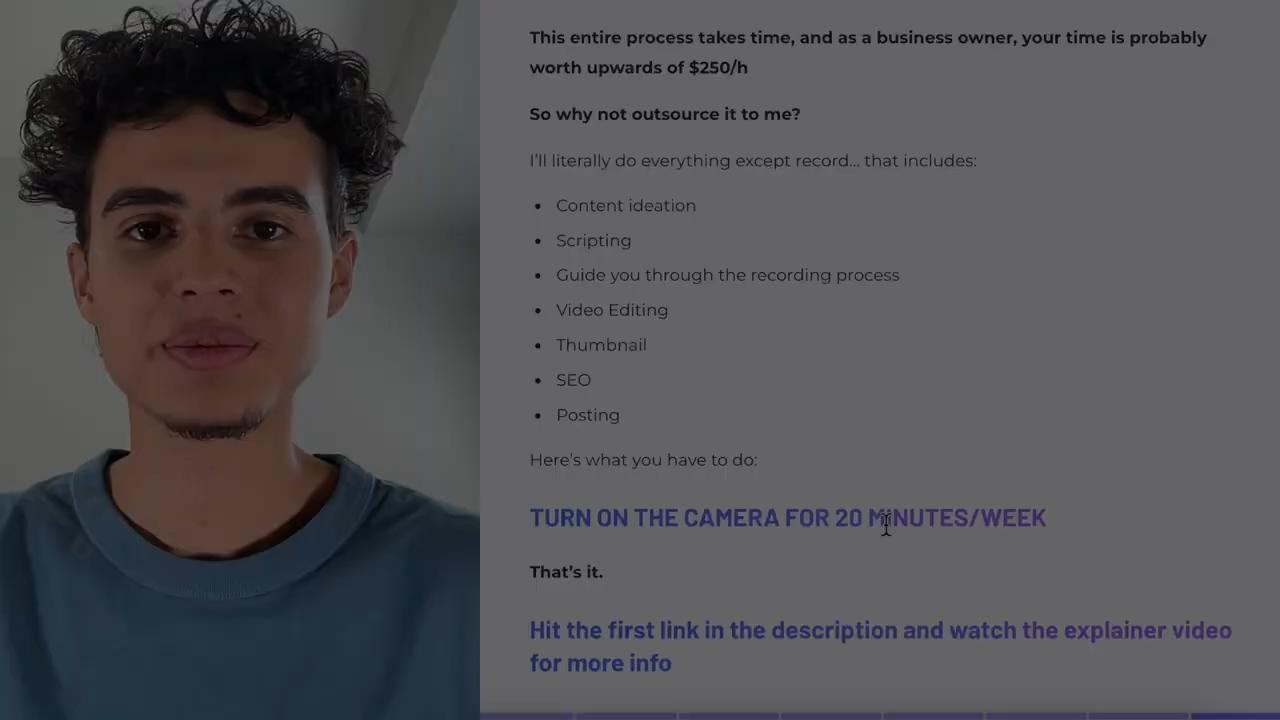 This entire process takes time, and as a business owner, your time is probably
worth upwards of $250/h
So why not outsource it to me?
I'll literally do everything except record... that includes:
• Content ideation
• Scripting
• Guide you through the recording process
• Video Editing
• Thumbnail
• SEO
• Posting
Here's what you have to do:
TURN ON THE CAMERA FOR 20 MINUTES/WEEK
That's it.
Hit the first link in the description and watch the explainer video
for more info